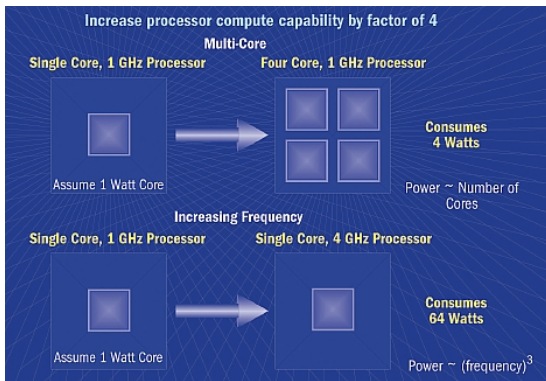 Increase processor compute capability by factor of 4
Multi-Core
Single Core, 1 GHz Processor
Four Core, 1 GHz Processor
Consumes
4 Watts
Assume 1 Watt Core
Power ~ Number of
Cores
Increasing Frequency
Single Core, 1 GHz Processor
Single Core, 4 GHz Processor
Consumes
64 Watts
Assume 1 Watt Core
Power ~ (frequency)³